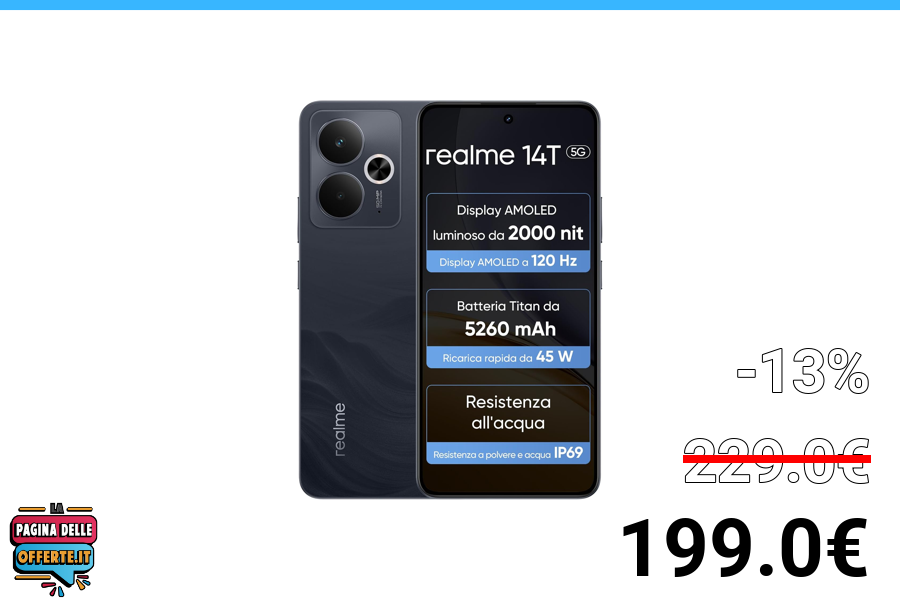 realme 14T 5G
Display AMOLED
luminoso da 2000 nit
Display AMOLED a 120 Hz
Batteria Titan da
5260 mAh
Ricarica rapida da 45 W
Resistenza
all'acqua
Resistenza a polvere e acqua IP69
realme
-13%
229.0€
199.0€
LA
PAGINA DELLE
OFFERTE.IT